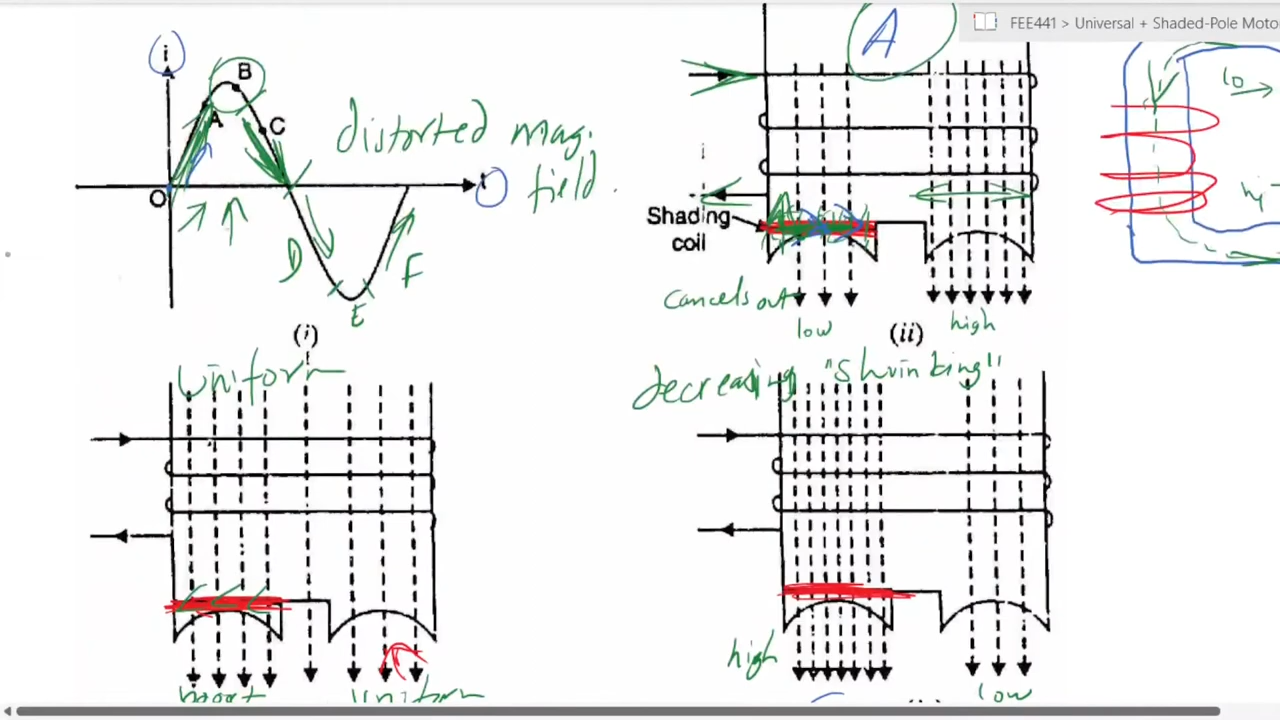 FEE441 > Universal + Shaded-Pole Moto
i
B
A
C
O
t
D
E
F
(i)
distorted mag.
field.
A
i
Shading
coil
Cancels out
low
high
(ii)
Uniform
Uniform
decreasing "Shrinking"
high
low